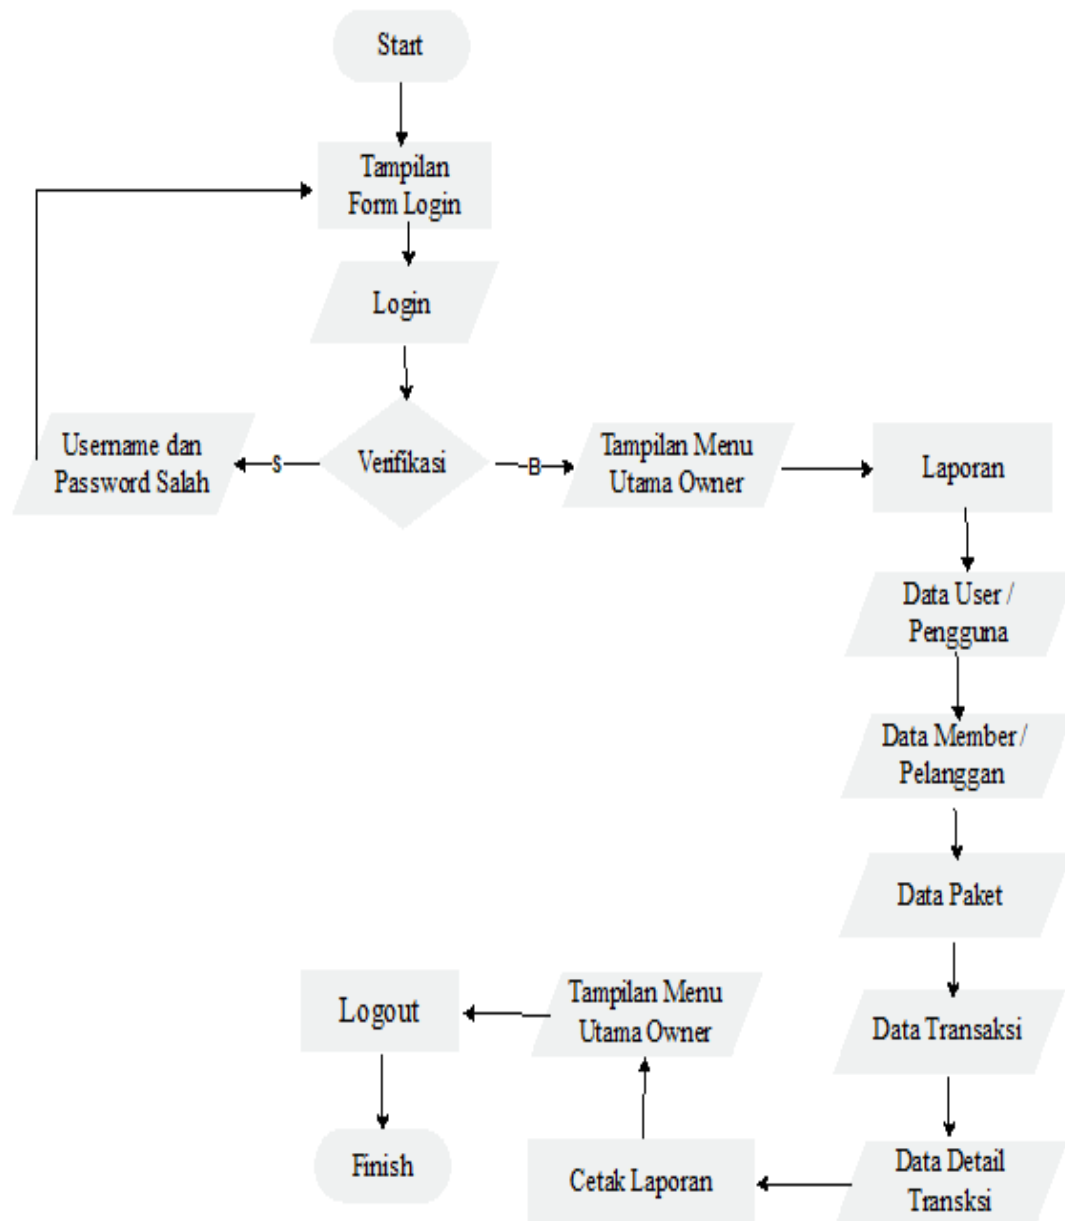 Start
Tampilan
Form Login
Login
Verifikasi
S
Username dan
Password Salah
B
Tampilan Menu
Utama Owner
Laporan
Data User /
Pengguna
Data Member /
Pelanggan
Data Paket
Data Transaksi
Data Detail
Transksi
Cetak Laporan
Tampilan Menu
Utama Owner
Logout
Finish